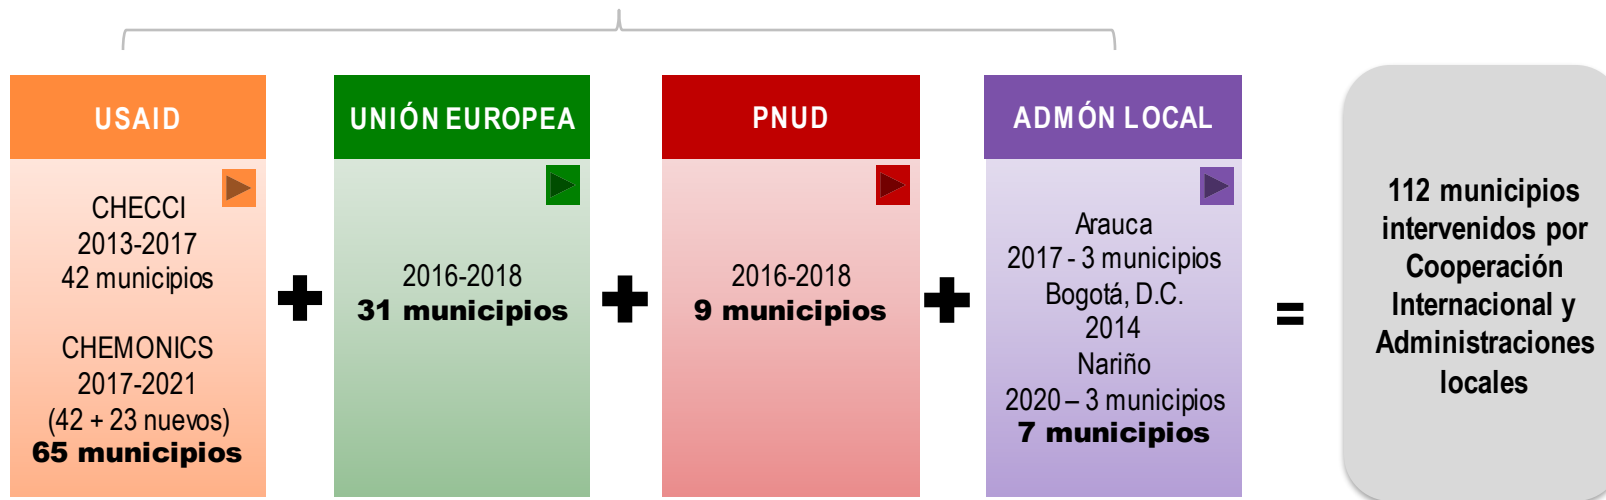 USAID
CHECCI
2013-2017
42 municipios
CHEMONICS
2017-2021
(42 + 23 nuevos)
65 municipios
+
UNIÓN EUROPEA
2016-2018
31 municipios
+
PNUD
2016-2018
9 municipios
+
ADMÓN LOCAL
Arauca
2017 - 3 municipios
Bogotá, D.C.
2014
Nariño
2020 – 3 municipios
7 municipios
=
112 municipios
intervenidos por
Cooperación
Internacional y
Administraciones
locales